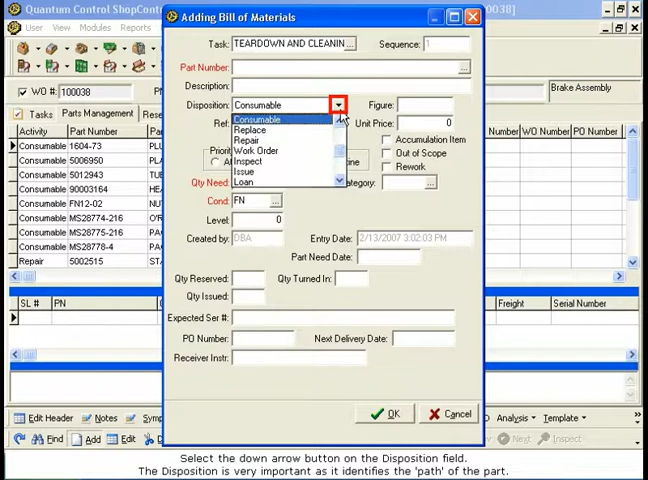 Quantum Control ShopCont
0038]
Adding Bill of Materials
User Modules Reports
Task: TEARDOWN AND CLEANIN ... Sequence: 1
Part Number: ...
WO #: 100038
Description:
Brake Assembly
Disposition: Consumable Figure:
Tasks Parts Management Rese
Ref Unit Price: 0
Consumable
Replace
Repair
Work Order
Inspect
Issue
Loan
Accumulation Item
Out of Scope
Rework
Activity Part Number PA WO Number
Consumable 1604-73 PLU
Consumable 5006950
Consumable 5012943
Consumable 90003164
Consumable FN12-02
Consumable MS28774-216
Consumable MS28775-218
Consumable MS28778-4
Repair 5002515
Qty Need: ategory: ...
Cond: FN ...
Level: 0
Created by: DBA Entry Date: 2/13/2007 3:02:03 PM
Part Need Date:
Qty Reserved: Qty Turned In:
Qty Issued:
SL # PN Freight Serial Number
Expected Ser #:
PO Number: Next Delivery Date:
Receiver Instr:
OK Cancel
Edit Header Notes Analysis Template
Find Add Edit Next Inspect
Select the down arrow button on the Disposition field.
The Disposition is very important as it identifies the 'path' of the part.